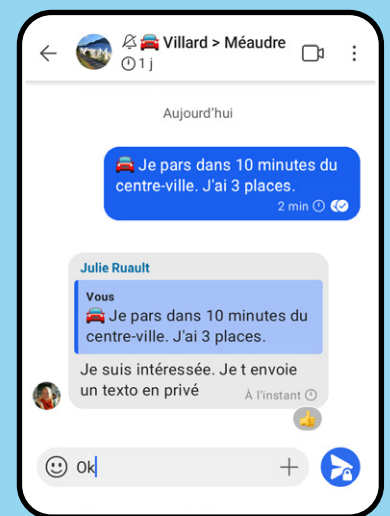 🚘 Villard > Méaudre
1 j
Aujourd'hui
🚘 Je pars dans 10 minutes du
centre-ville. J'ai 3 places.
2 min
Julie Ruault
Vous
🚘 Je pars dans 10 minutes du
centre-ville. J'ai 3 places.
Je suis intéressée. Je t envoie
un texto en privé
À l'instant
Ok